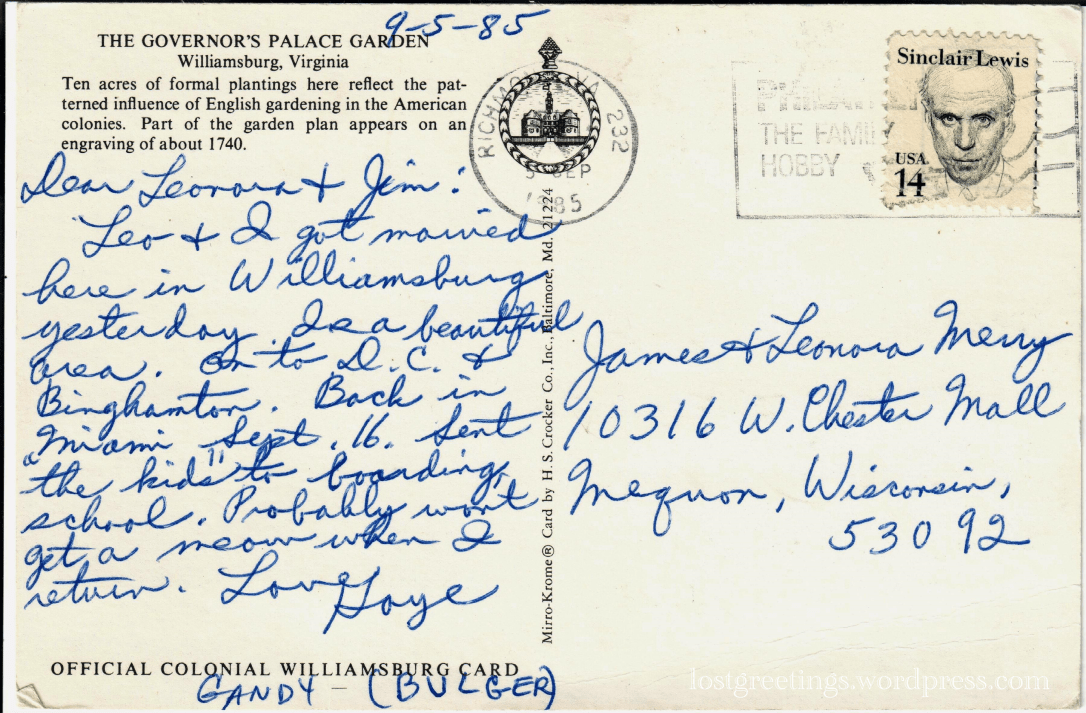 9-5-85
THE GOVERNOR'S PALACE GARDEN
Williamsburg, Virginia
Ten acres of formal plantings here reflect the pat-
terned influence of English gardening in the American
colonies. Part of the garden plan appears on an
engraving of about 1740.
Dear Leonora & Jim:
Leo & I got married
here in Williamsburg
yesterday. Is a beautiful
area. On to D.C. &
Binghamton. Back in
Miami Sept. 16. Sent
"the kids" to boarding
school. Probably won't
get a meow when I
return. Love
Gaye
OFFICIAL COLONIAL WILLIAMSBURG CARD
GANDY - (BULGER)
Mirro-Krome® Card by H. S. Crocker Co., Inc., Baltimore, Md. 21224
RICHMOND VA 232
5 SEP
1985
THE FAMI
HOBBY
Sinclair Lewis
USA
14
James & Leonora Merry
10316 W. Chester Mall
Mequon, Wisconsin,
53092
lostgreetings.wordpress.com